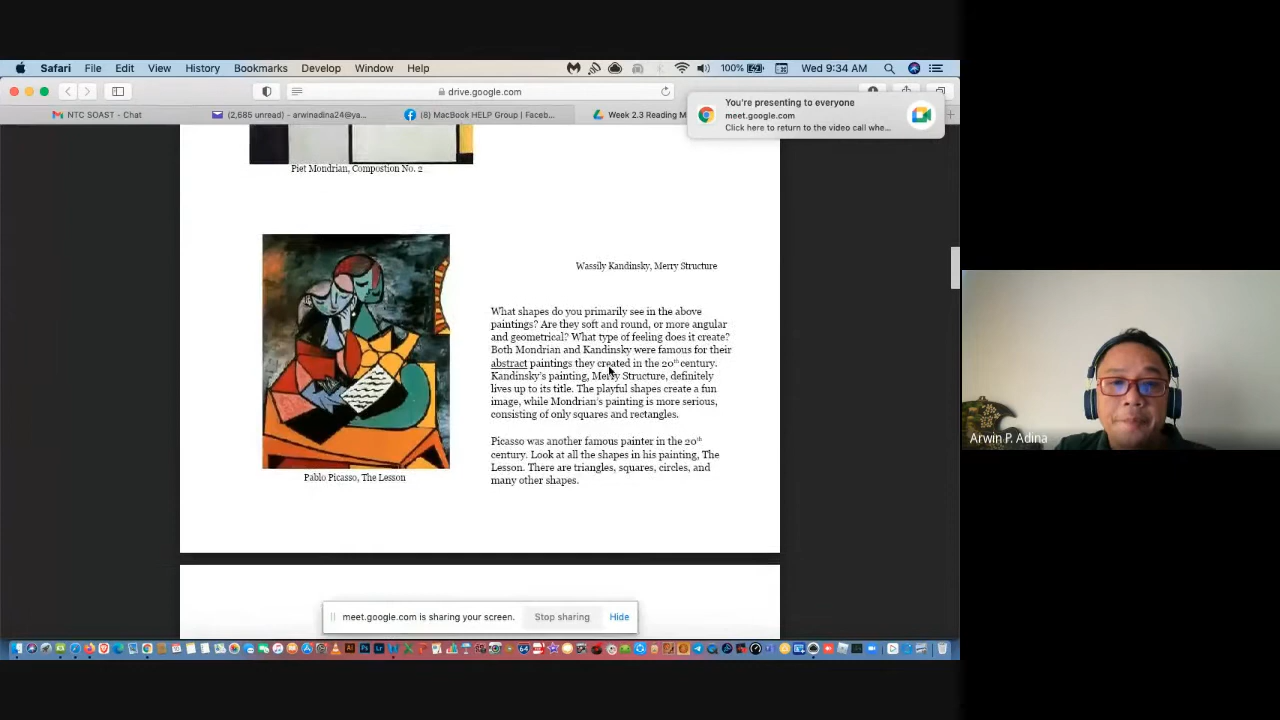 Safari File Edit View History Bookmarks Develop Window Help
100%
Wed 9:34 AM
drive.google.com
NTC SOAST - Chat
(2,685 unread) - arwinadina24@ya...
(8) MacBook HELP Group | Faceb...
Week 2.3 Reading M
You're presenting to everyone
meet.google.com
Click here to return to the video call whe...
Piet Mondrian, Compostion No. 2
Wassily Kandinsky, Merry Structure
What shapes do you primarily see in the above
paintings? Are they soft and round, or more angular
and geometrical? What type of feeling does it create?
Both Mondrian and Kandinsky were famous for their
abstract paintings they created in the 20th century.
Kandinsky's painting, Merry Structure, definitely
lives up to its title. The playful shapes create a fun
image, while Mondrian's painting is more serious,
consisting of only squares and rectangles.
Picasso was another famous painter in the 20th
century. Look at all the shapes in his painting, The
Lesson. There are triangles, squares, circles, and
many other shapes.
Pablo Picasso, The Lesson
meet.google.com is sharing your screen.
Stop sharing
Hide
Arwin P. Adina